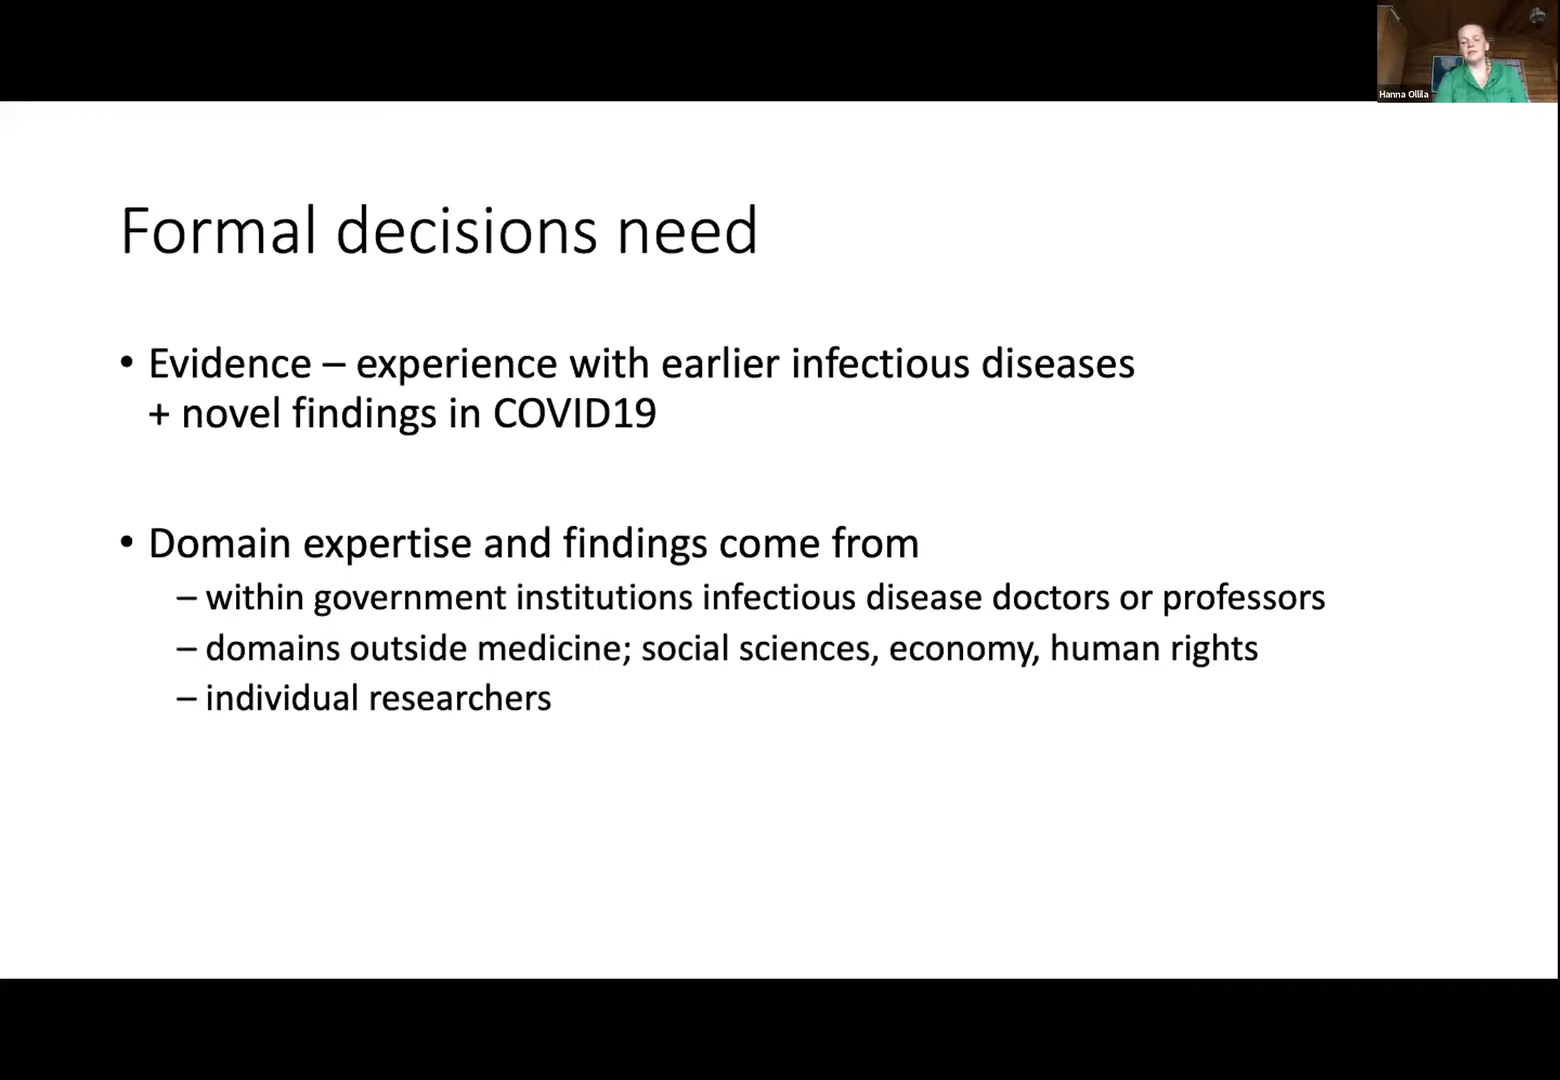 Hanna Ollila
Formal decisions need
• Evidence – experience with earlier infectious diseases
+ novel findings in COVID19
• Domain expertise and findings come from
– within government institutions infectious disease doctors or professors
– domains outside medicine; social sciences, economy, human rights
– individual researchers